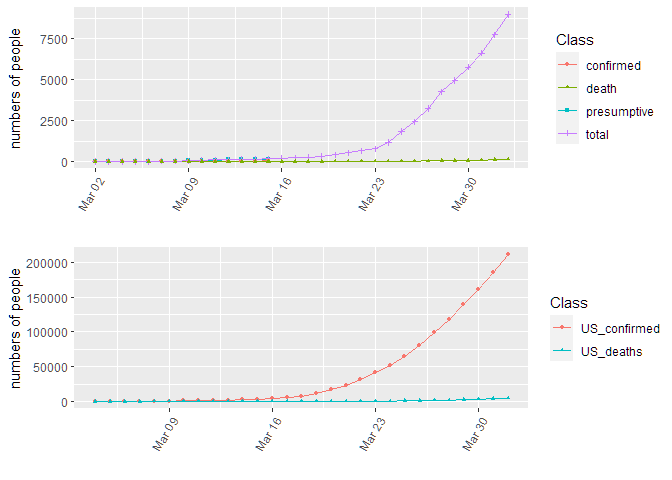 numbers of people
7500
5000
2500
0
Mar 02
Mar 09
Mar 16
Mar 23
Mar 30
Class
confirmed
death
presumptive
total
numbers of people
200000
150000
100000
50000
0
Mar 09
Mar 16
Mar 23
Mar 30
Class
US_confirmed
US_deaths